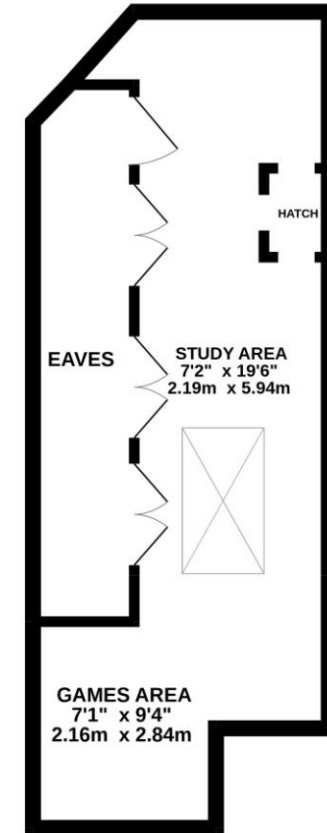 HATCH
EAVES
STUDY AREA
7'2" x 19'6"
2.19m x 5.94m
GAMES AREA
7'1" x 9'4"
2.16m x 2.84m